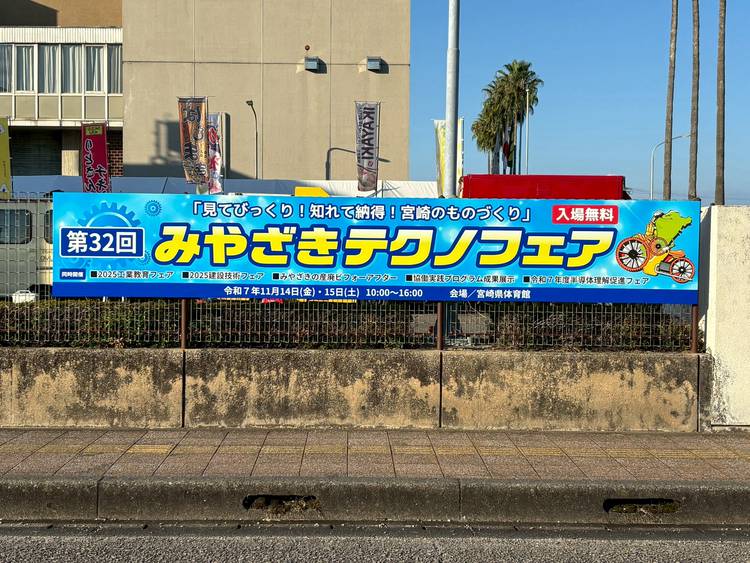 「見てびっくり!知れて納得!宮崎のものづくり」
入場無料
第32回
みやざきテクノフェア
同時開催 ■2025工業教育フェア ■2025建設技術フェア ■みやざきの産廃ビフォーアフター ■協働実践プログラム成果展示 ■令和7年度半導体理解促進フェア
令和7年11月14日(金)・15日(土) 10:00～16:00 会場／宮崎県体育館
IKAYAKI